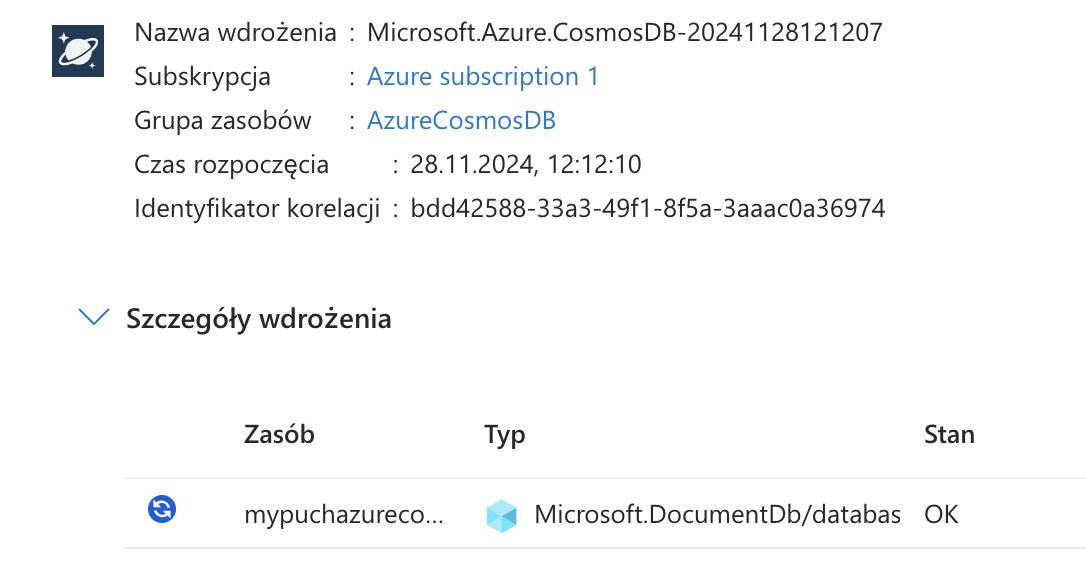 Nazwa wdrożenia : Microsoft.Azure.CosmosDB-20241128121207
Subskrypcja : Azure subscription 1
Grupa zasobów : AzureCosmosDB
Czas rozpoczęcia : 28.11.2024, 12:12:10
Identyfikator korelacji : bdd42588-33a3-49f1-8f5a-3aaac0a36974
Szczegóły wdrożenia
Zasób Typ Stan
mypuchazureco... Microsoft.DocumentDb/databas OK